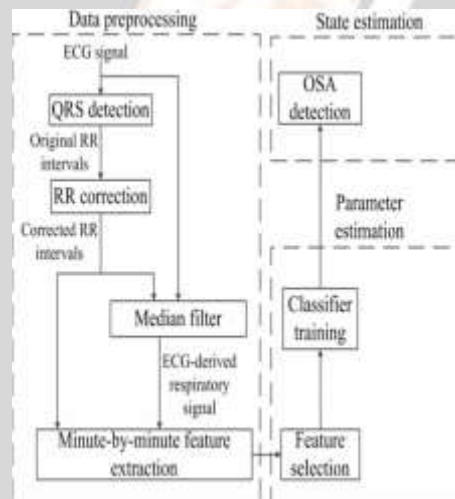 Data preprocessing
State estimation
ECG signal
QRS detection
Original RR
intervals
RR correction
Corrected RR
intervals
Median filter
ECG-derived
respiratory
signal
Minute-by-minute feature
extraction
OSA
detection
Parameter
estimation
Classifier
training
Feature
selection